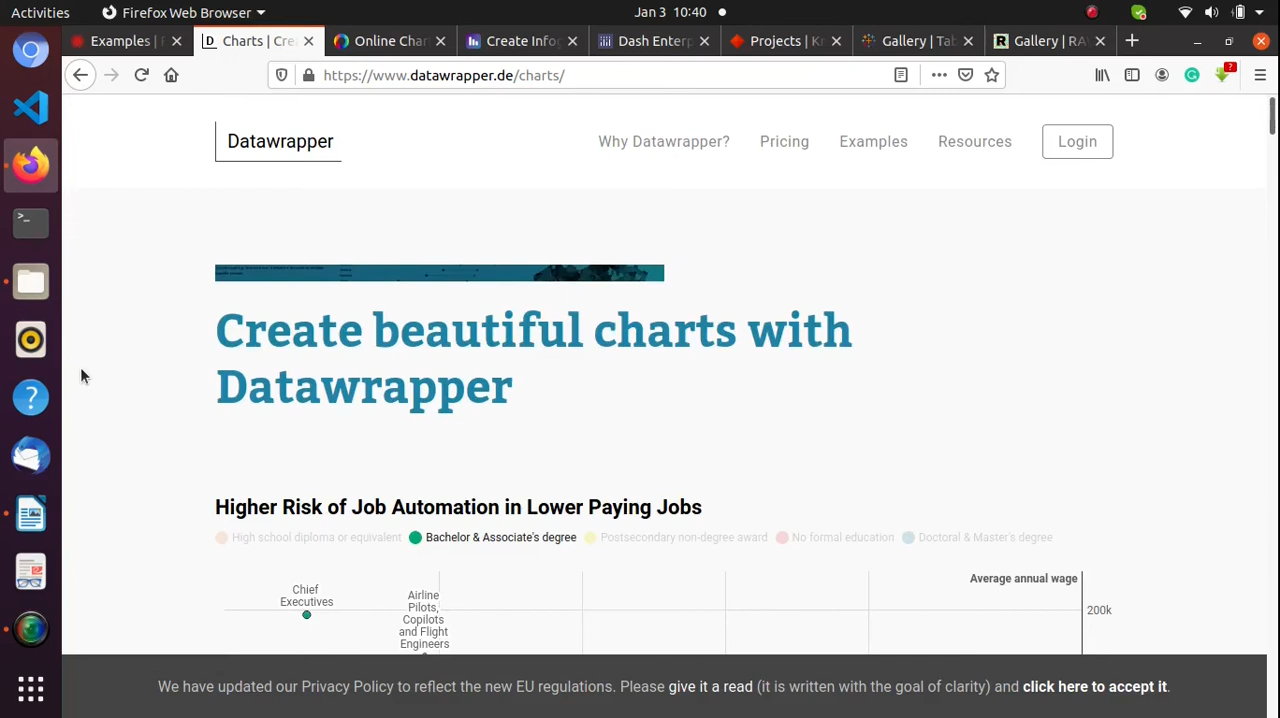 Activities
Firefox Web Browser
Jan 3 10:40
Examples |
Charts | Cre
Online Char
Create Infog
Dash Enterp
Projects | Kn
Gallery | Tab
Gallery | RA
https://www.datawrapper.de/charts/
Datawrapper
Why Datawrapper?
Pricing
Examples
Resources
Login
Create beautiful charts with
Datawrapper
Higher Risk of Job Automation in Lower Paying Jobs
High school diploma or equivalent
Bachelor & Associate's degree
Postsecondary non-degree award
No formal education
Doctoral & Master's degree
Average annual wage
Chief
Executives
Airline
Pilots,
Copilots
and Flight
Engineers
200k
We have updated our Privacy Policy to reflect the new EU regulations. Please give it a read (it is written with the goal of clarity) and click here to accept it.